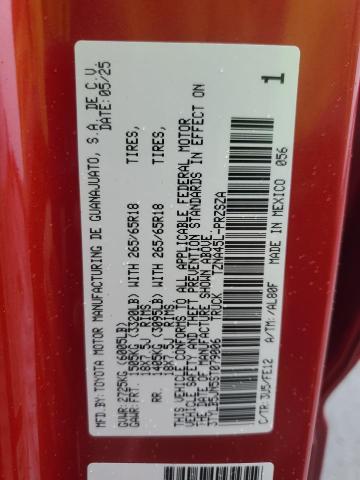 MFD. BY: TOYOTA MOTOR MANUFACTURING DE GUANAJUATO, S.A. DE C.V.
DATE: 05/25
GVWR: 2725KG (6005LB)
GAWR: FRT. 1505KG (3320LB) WITH 265/65R18 TIRES,
18X7.5J RIMS,
RR. 1405KG (3095LB) WITH 265/65R18 TIRES,
18X7.5J RIMS,
THIS VEHICLE CONFORMS TO ALL APPLICABLE FEDERAL MOTOR
VEHICLE SAFETY AND THEFT PREVENTION STANDARDS IN EFFECT ON
THE DATE OF MANUFACTURE SHOWN ABOVE.
TRUCK
C/TR: 3U5/FE12 A/TM: /AL80F MADE IN MEXICO 056
1